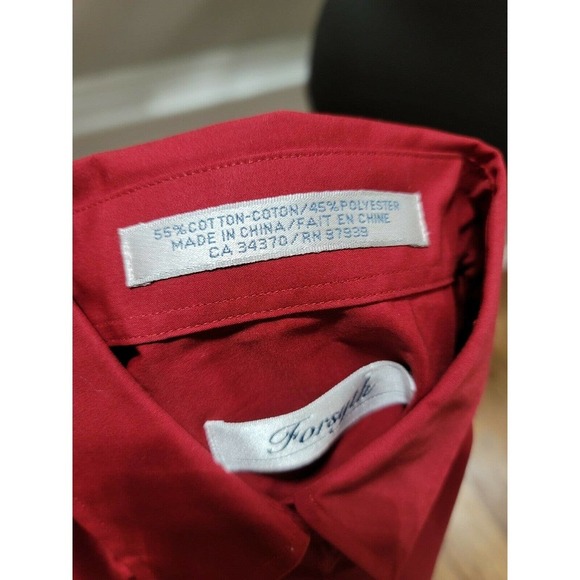 55%COTTON-COTON/45%POLYESTER
MADE IN CHINA/FAIT EN CHINE
CA 34370/RN 97939
Forsyth